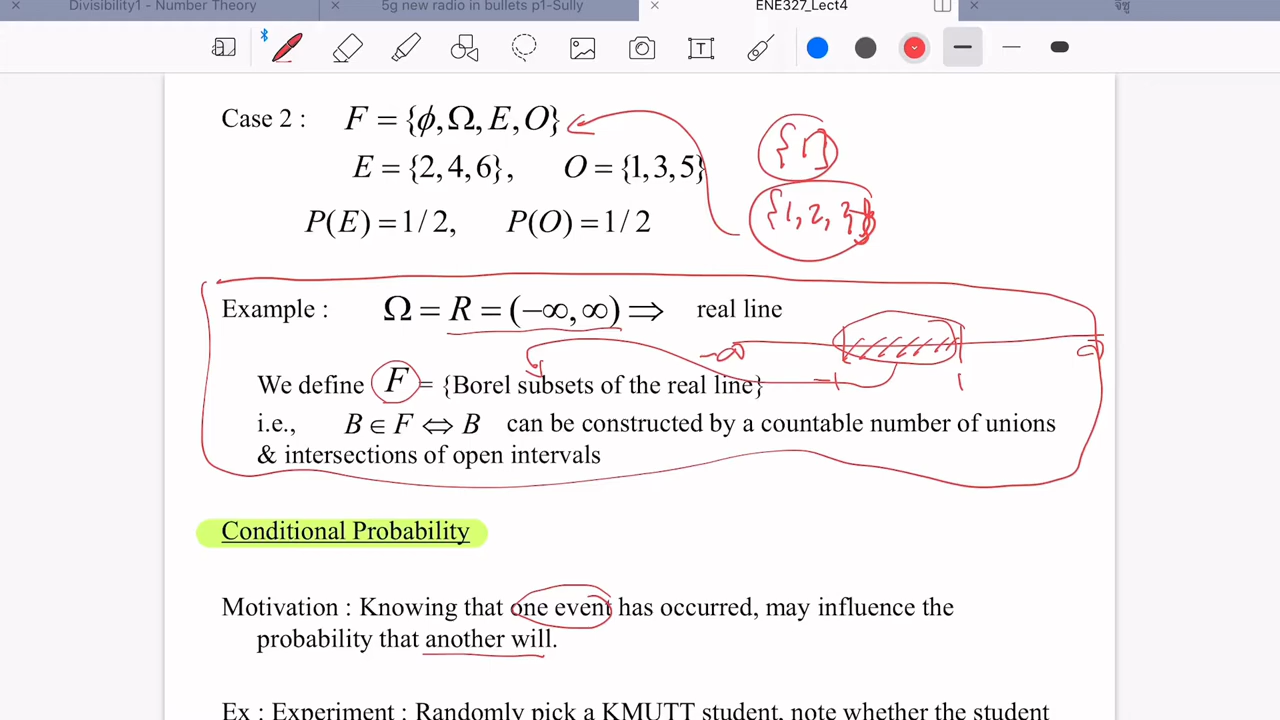 Divisibility1 - Number Theory
5g new radio in bullets p1-Sully
ENE327_Lect4
จีซู
Case 2 : F = {ϕ, Ω, E, O}
{1}
E = {2, 4, 6}, O = {1, 3, 5}
{1, 2, 3}
P(E) = 1/2, P(O) = 1/2
Example : Ω = R = (−∞, ∞) ⇒ real line
−∞ ∞
-1 1
We define F = {Borel subsets of the real line}
i.e., B ∈ F ⇔ B can be constructed by a countable number of unions
& intersections of open intervals
Conditional Probability
Motivation : Knowing that one event has occurred, may influence the
probability that another will.
Ex : Experiment : Randomly pick a KMUTT student, note whether the student